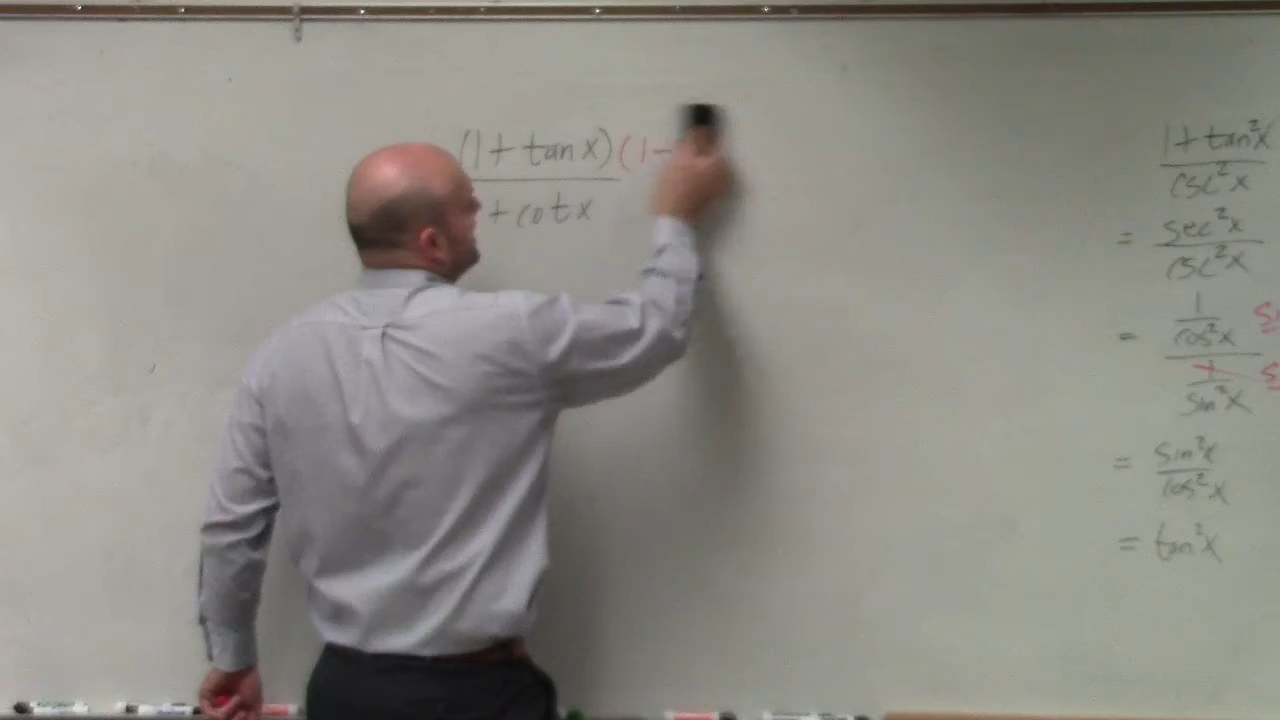 (1 + tan x) (1 -
+ cot x
1 + tan²x
csc²x
= sec²x
csc²x
= 1
cos²x
1
sin²x
= sin²x
cos²x
= tan²x